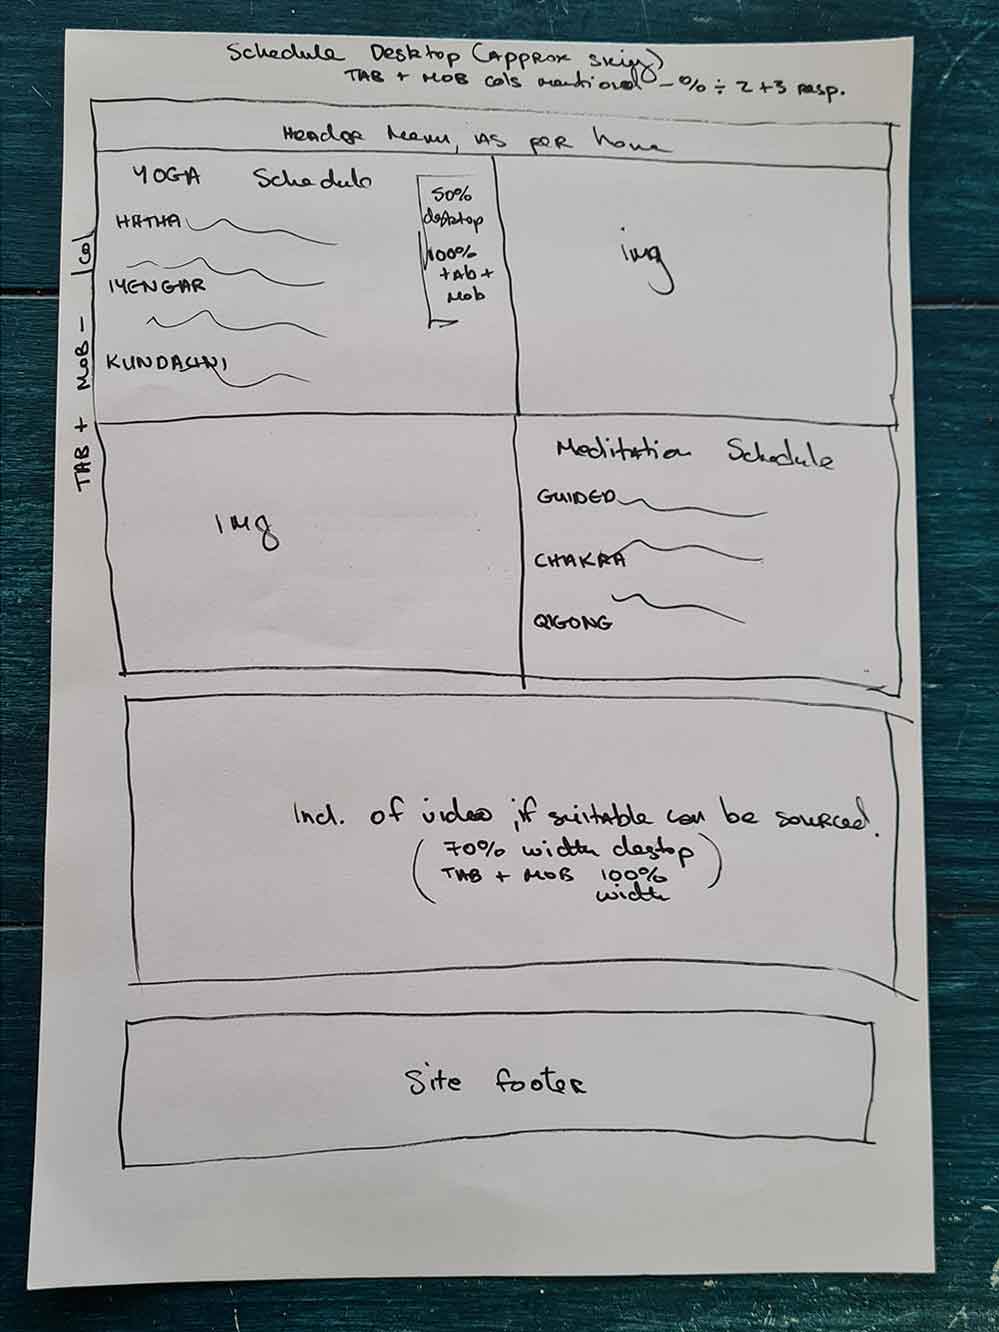 Schedule Desktop (Approx
TAB + MOB cols mentioned - % ÷ 2 + 3 resp.
Header Menu, as per home
YOGA Schedule
HATHA
IYENGAR
KUNDALINI
50%
desktop
100%
tab +
Mob
img
TAB + MOB - 1 col
img
Meditation Schedule
GUIDED
CHAKRA
QIGONG
Incl. of video, if suitable can be sourced.
(70% width destop
TAB + MOB 100%
width)
Site footer